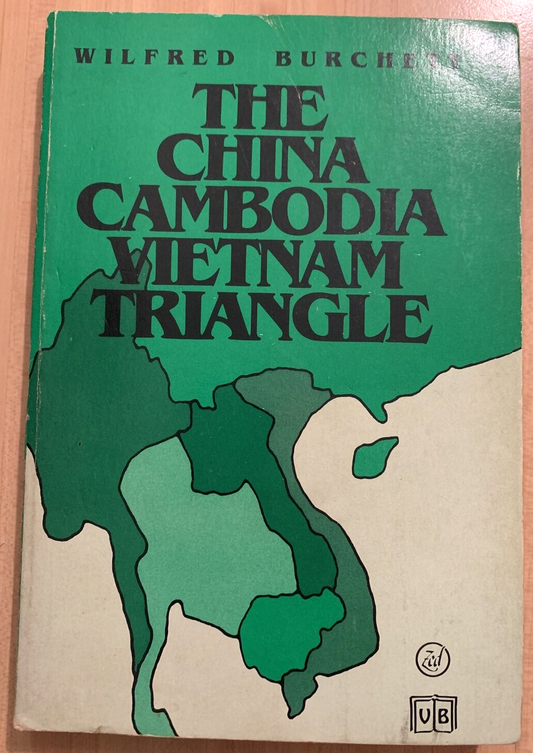 WILFRED BURCHETT
THE
CHINA
CAMBODIA
VIETNAM
TRIANGLE
Zed
VB